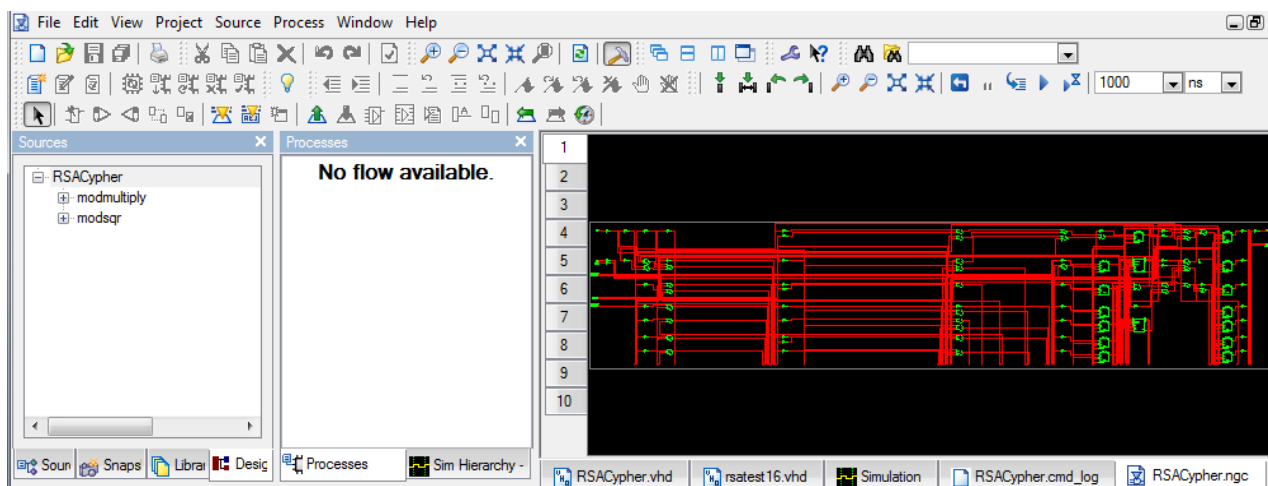 File Edit View Project Source Process Window Help
1000 ns
Sources
Processes
RSACypher
modmultiply
modsqr
No flow available.
1
2
3
4
5
6
7
8
9
10
Sour Snaps Librar Desig
Processes Sim Hierarchy -
RSACypher.vhd rsatest16.vhd Simulation RSACypher.cmd_log RSACypher.ngc